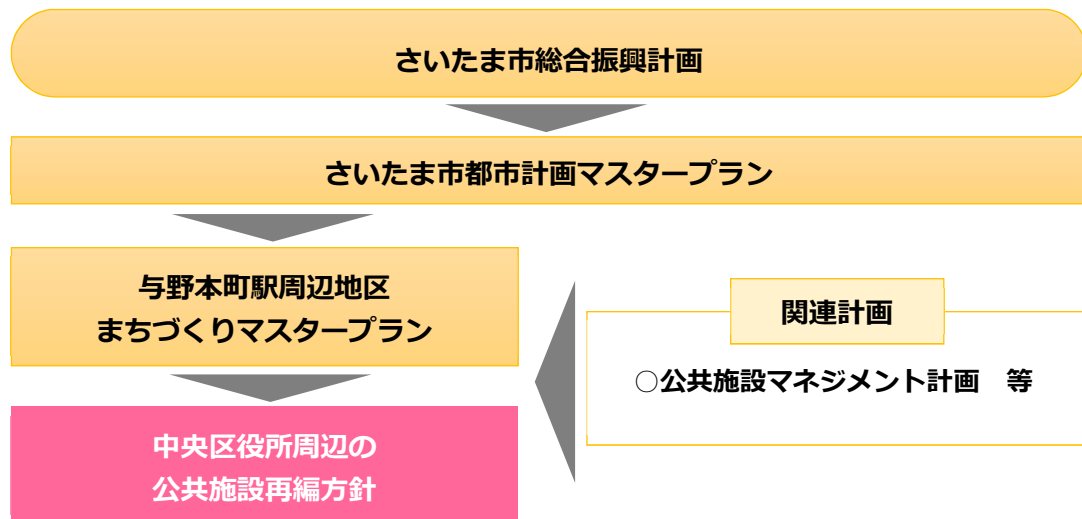 さいたま市総合振興計画
さいたま市都市計画マスタープラン
与野本町駅周辺地区
まちづくりマスタープラン
関連計画
○公共施設マネジメント計画　等
中央区役所周辺の
公共施設再編方針